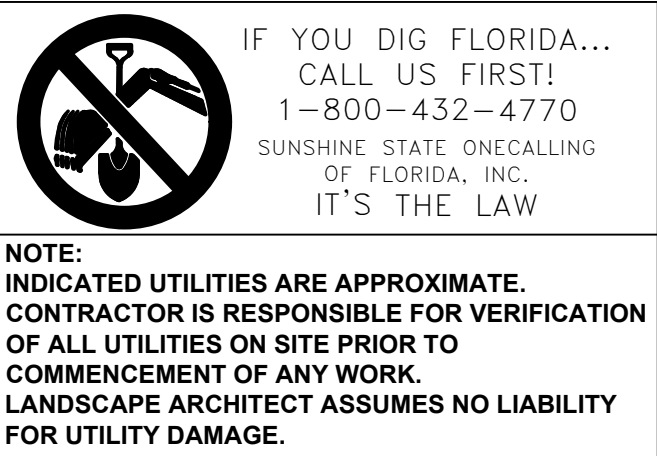 IF YOU DIG FLORIDA...
CALL US FIRST!
1-800-432-4770
SUNSHINE STATE ONECALLING
OF FLORIDA, INC.
IT'S THE LAW
NOTE:
INDICATED UTILITIES ARE APPROXIMATE.
CONTRACTOR IS RESPONSIBLE FOR VERIFICATION
OF ALL UTILITIES ON SITE PRIOR TO
COMMENCEMENT OF ANY WORK.
LANDSCAPE ARCHITECT ASSUMES NO LIABILITY
FOR UTILITY DAMAGE.